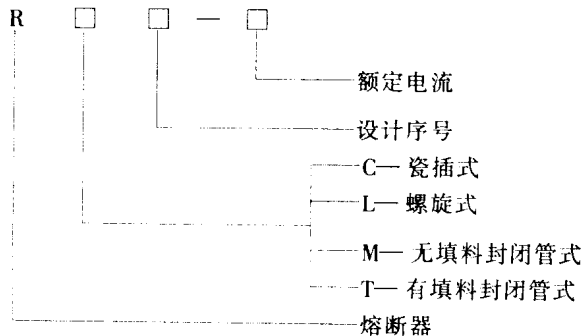 R □ □ — □
额定电流
设计序号
C— 瓷插式
L— 螺旋式
M— 无填料封闭管式
T— 有填料封闭管式
熔断器